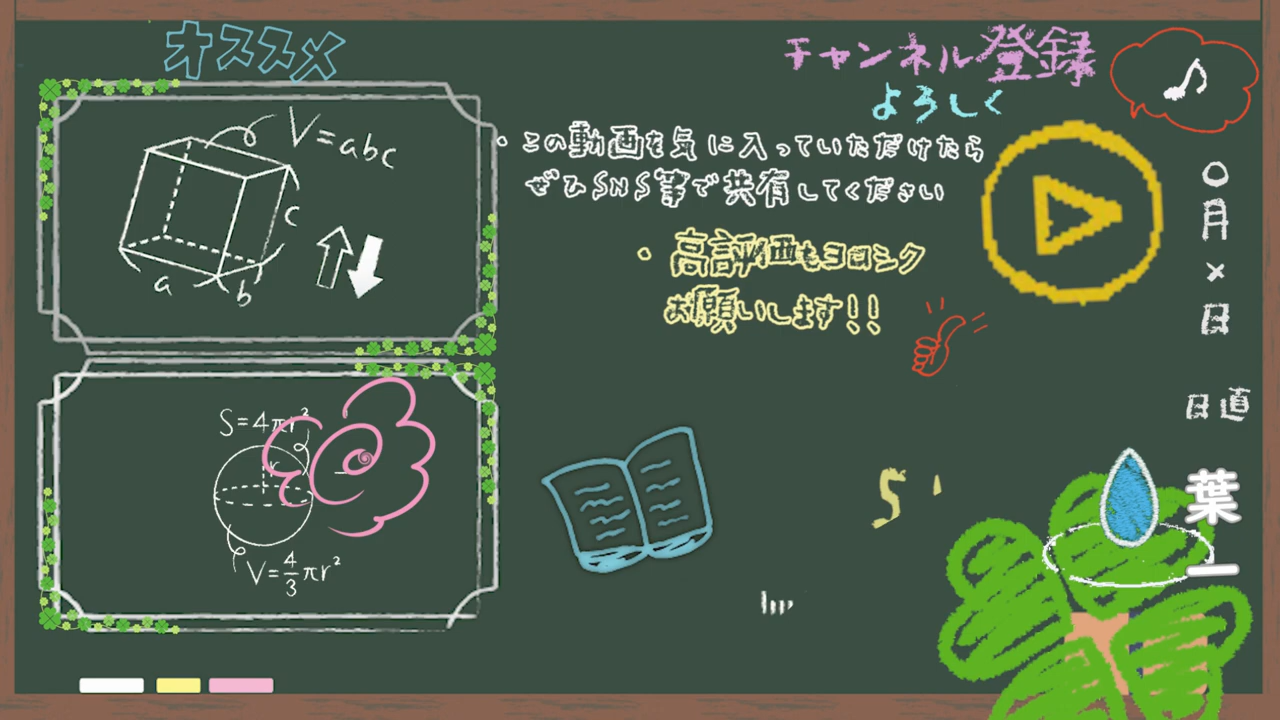 オススメ
チャンネル登録
よろしく
♪
V=abc
c
a
b
・この動画を気に入っていただけたら
ぜひSNS等で共有してください
・高評価もヨロシク
お願いします!!
〇月×日
日直
葉一
S=4πr²
r
V=4/3πr²